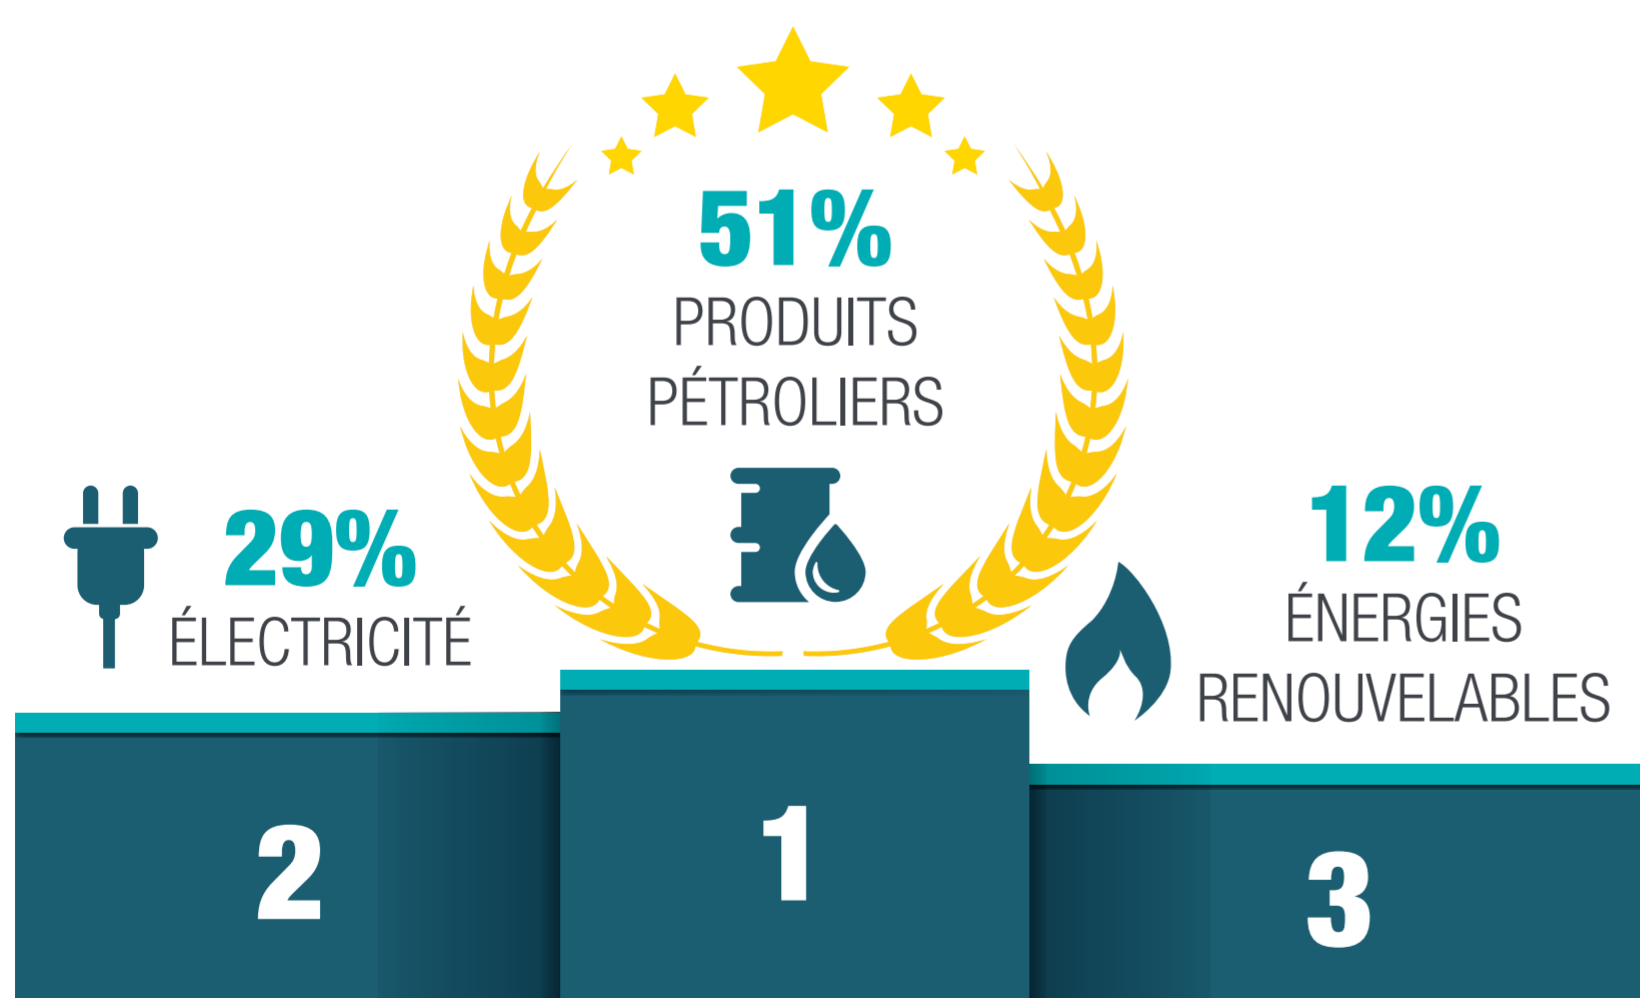 51%
PRODUITS
PÉTROLIERS
29%
ÉLECTRICITÉ
12%
ÉNERGIES
RENOUVELABLES
2
1
3